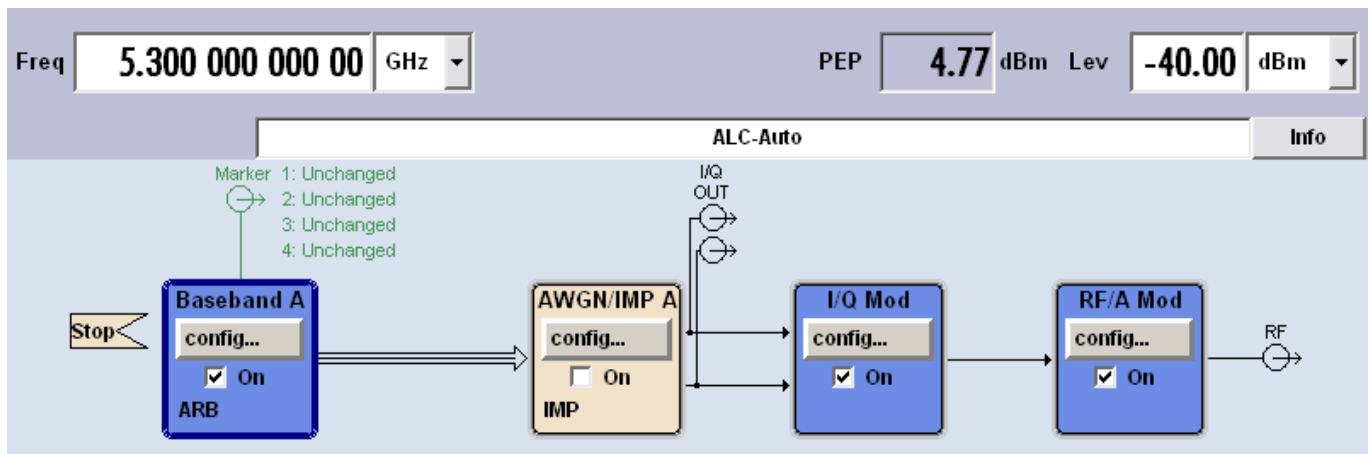 Freq 5.300 000 000 00 GHz PEP 4.77 dBm Lev -40.00 dBm
ALC-Auto Info
Marker 1: Unchanged
2: Unchanged
3: Unchanged
4: Unchanged
I/Q
OUT
Baseband A AWGN/IMP A I/Q Mod RF/A Mod
Stop config... config... config... config... RF
On On On On
ARB IMP